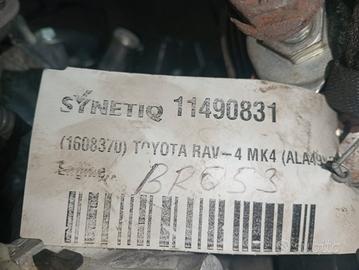 SYNETIQ 11490831
(1608370) TOYOTA RAV-4 MK4 (ALA49
Engine
BR053